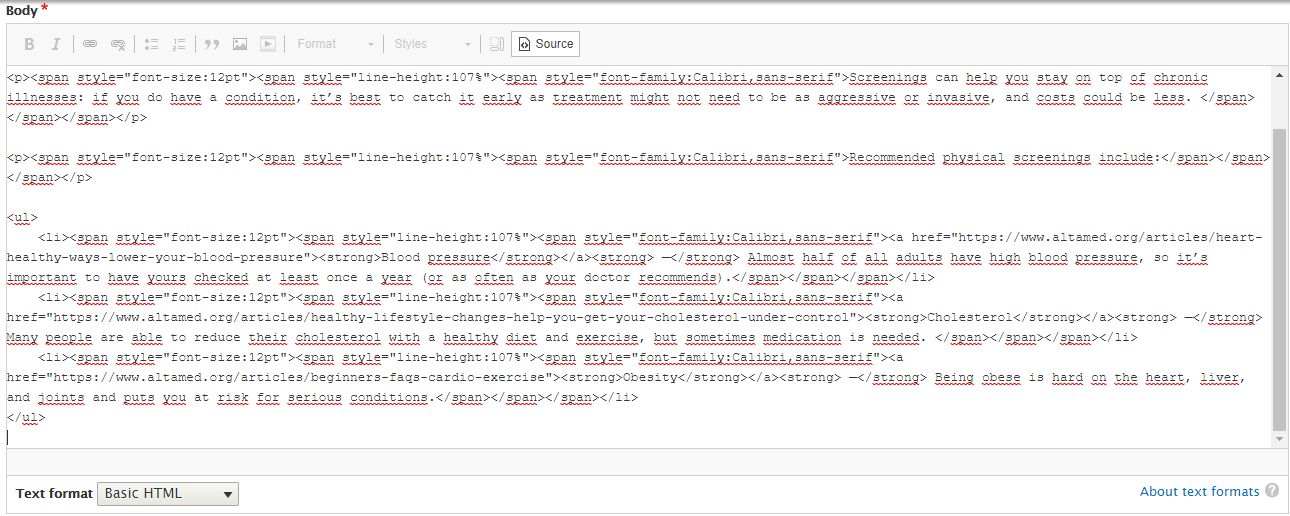 Body *
B I Format Styles Source
<p><span style="font-size:12pt"><span style="line-height:107%"><span style="font-family:Calibri,sans-serif">Screenings can help you stay on top of chronic
illnesses: if you do have a condition, it’s best to catch it early as treatment might not need to be as aggressive or invasive, and costs could be less. </span>
</span></span></p>
<p><span style="font-size:12pt"><span style="line-height:107%"><span style="font-family:Calibri,sans-serif">Recommended physical screenings include:</span></span>
</span></p>
<ul>
<li><span style="font-size:12pt"><span style="line-height:107%"><span style="font-family:Calibri,sans-serif"><a href="https://www.altamed.org/articles/heart-
healthy-ways-lower-your-blood-pressure"><strong>Blood pressure</strong></a><strong> —</strong> Almost half of all adults have high blood pressure, so it’s
important to have yours checked at least once a year (or as often as your doctor recommends).</span></span></span></li>
<li><span style="font-size:12pt"><span style="line-height:107%"><span style="font-family:Calibri,sans-serif"><a
href="https://www.altamed.org/articles/healthy-lifestyle-changes-help-you-get-your-cholesterol-under-control"><strong>Cholesterol</strong></a><strong> —</strong>
Many people are able to reduce their cholesterol with a healthy diet and exercise, but sometimes medication is needed. </span></span></span></li>
<li><span style="font-size:12pt"><span style="line-height:107%"><span style="font-family:Calibri,sans-serif"><a
href="https://www.altamed.org/articles/beginners-faqs-cardio-exercise"><strong>Obesity</strong></a><strong> —</strong> Being obese is hard on the heart, liver,
and joints and puts you at risk for serious conditions.</span></span></span></li>
</ul>
Text format Basic HTML About text formats ?